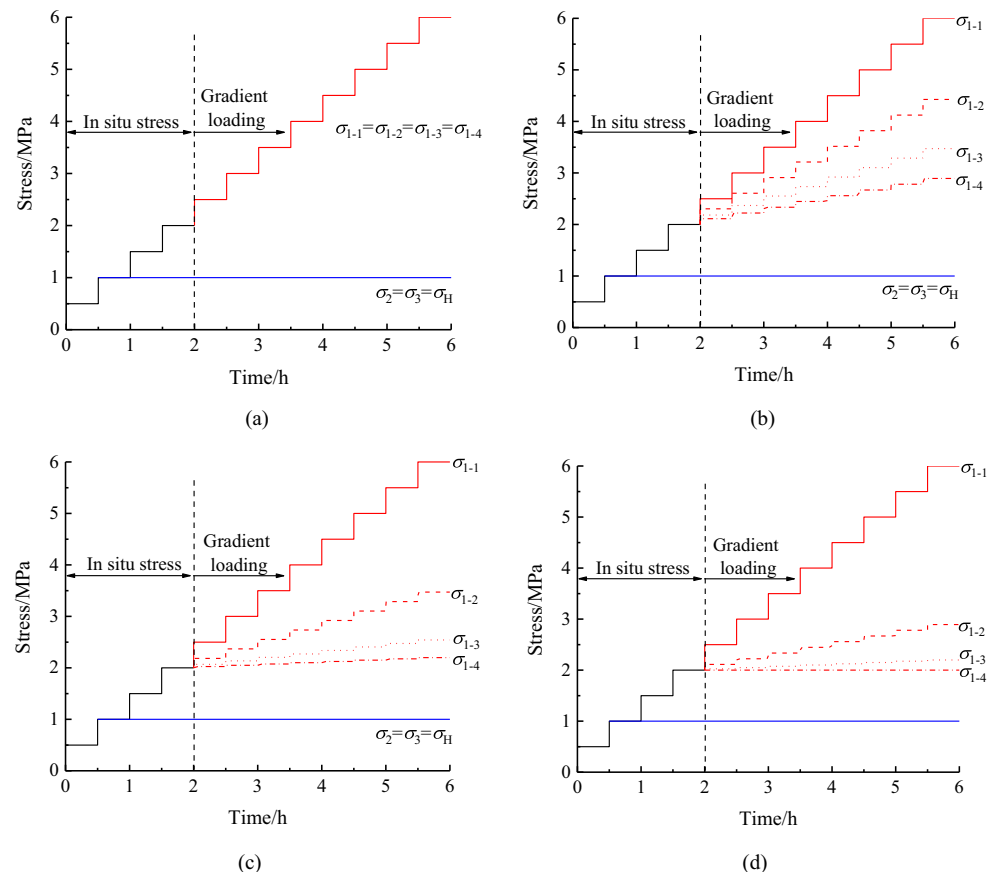 6
5
4
3
2
1
0
Stress/MPa
In situ stress
Gradient
loading
σ1-1=σ1-2=σ1-3=σ1-4
σ2=σ3=σH
0 1 2 3 4 5 6
Time/h
(a)
6
5
4
3
2
1
0
Stress/MPa
In situ stress
Gradient
loading
σ1-1
σ1-2
σ1-3
σ1-4
σ2=σ3=σH
0 1 2 3 4 5 6
Time/h
(b)
6
5
4
3
2
1
0
Stress/MPa
In situ stress
Gradient
loading
σ1-1
σ1-2
σ1-3
σ1-4
σ2=σ3=σH
0 1 2 3 4 5 6
Time/h
(c)
6
5
4
3
2
1
0
Stress/MPa
In situ stress
Gradient
loading
σ1-1
σ1-2
σ1-3
σ1-4
0 1 2 3 4 5 6
Time/h
(d)